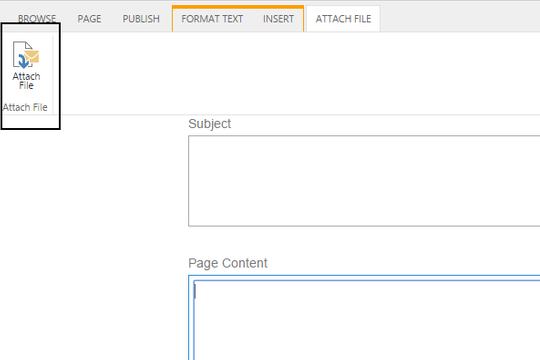 BROWSE PAGE PUBLISH FORMAT TEXT INSERT ATTACH FILE
Attach
File
Attach File
Subject
Page Content